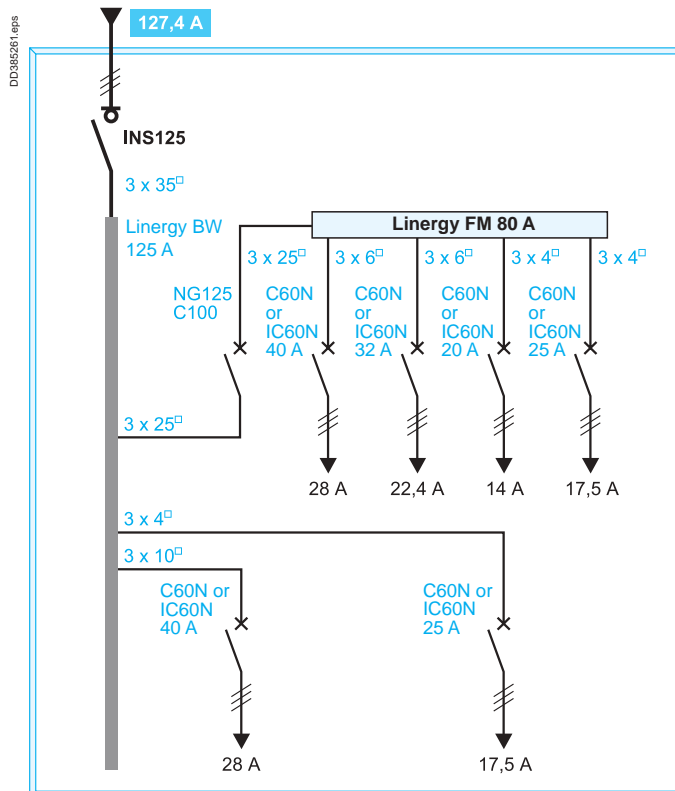 DD385261.eps
127,4 A
INS125
3 x 35□
Linergy BW
125 A
Linergy FM 80 A
3 x 25□
3 x 6□
3 x 6□
3 x 4□
3 x 4□
NG125
C100
C60N
or
IC60N
40 A
C60N
or
IC60N
32 A
C60N
or
IC60N
20 A
C60N
or
IC60N
25 A
3 x 25□
28 A
22,4 A
14 A
17,5 A
3 x 4□
3 x 10□
C60N or
IC60N
40 A
C60N or
IC60N
25 A
28 A
17,5 A